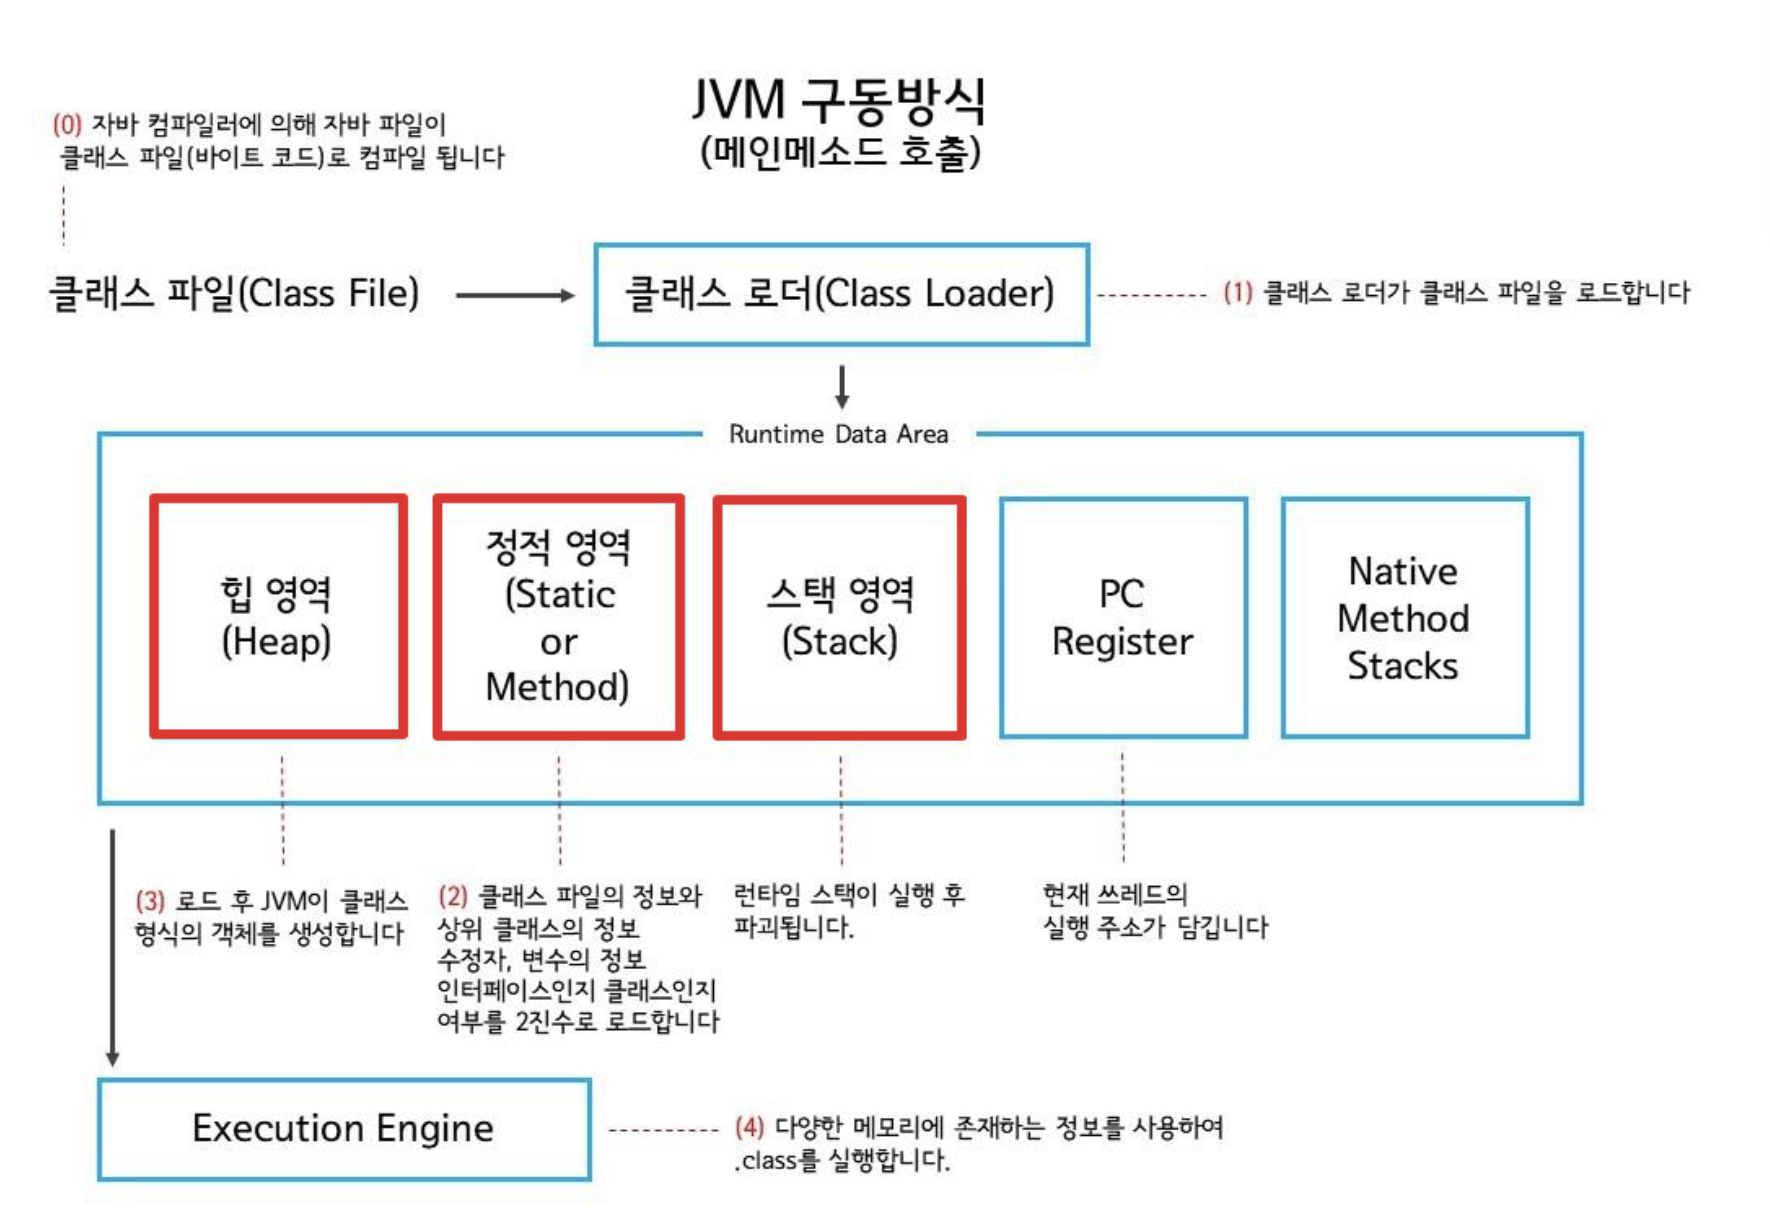 JVM 구동방식
(메인메소드 호출)
(0) 자바 컴파일러에 의해 자바 파일이
클래스 파일(바이트 코드)로 컴파일 됩니다
클래스 파일(Class File)
클래스 로더(Class Loader)
(1) 클래스 로더가 클래스 파일을 로드합니다
Runtime Data Area
힙 영역
(Heap)
정적 영역
(Static
or
Method)
스택 영역
(Stack)
PC
Register
Native
Method
Stacks
(3) 로드 후 JVM이 클래스
형식의 객체를 생성합니다
(2) 클래스 파일의 정보와
상위 클래스의 정보
수정자, 변수의 정보
인터페이스인지 클래스인지
여부를 2진수로 로드합니다
런타임 스택이 실행 후
파괴됩니다.
현재 쓰레드의
실행 주소가 담깁니다
Execution Engine
(4) 다양한 메모리에 존재하는 정보를 사용하여
.class를 실행합니다.